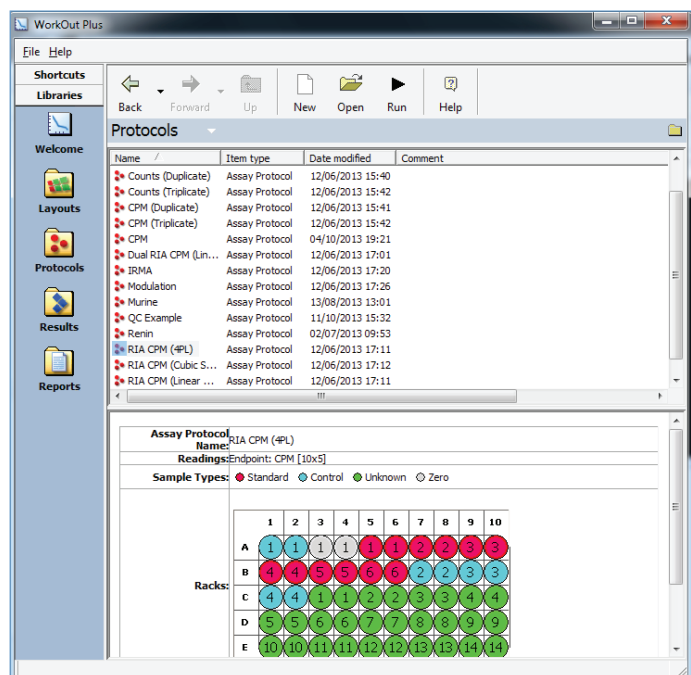 WorkOut Plus
File Help
Shortcuts
Libraries
Welcome
Layouts
Protocols
Results
Reports
Back Forward Up New Open Run Help
Protocols
Name Item type Date modified Comment
Counts (Duplicate) Assay Protocol 12/06/2013 15:40
Counts (Triplicate) Assay Protocol 12/06/2013 15:42
CPM (Duplicate) Assay Protocol 12/06/2013 15:41
CPM (Triplicate) Assay Protocol 12/06/2013 15:42
CPM Assay Protocol 04/10/2013 19:21
Dual RIA CPM (Lin... Assay Protocol 12/06/2013 17:01
IRMA Assay Protocol 12/06/2013 17:20
Modulation Assay Protocol 12/06/2013 17:26
Murine Assay Protocol 13/08/2013 13:01
QC Example Assay Protocol 11/10/2013 15:32
Renin Assay Protocol 02/07/2013 09:53
RIA CPM (4PL) Assay Protocol 12/06/2013 17:11
RIA CPM (Cubic S... Assay Protocol 12/06/2013 17:12
RIA CPM (Linear ... Assay Protocol 12/06/2013 17:11
Assay Protocol
Name: RIA CPM (4PL)
Readings: Endpoint: CPM [10x5]
Sample Types: Standard Control Unknown Zero
Racks:
1 2 3 4 5 6 7 8 9 10
A 1 1 1 1 1 1 2 2 3 3
B 4 4 5 5 6 6 2 2 3 3
C 4 4 1 1 2 2 3 3 4 4
D 5 5 6 6 7 7 8 8 9 9
E 10 10 11 11 12 12 13 13 14 14